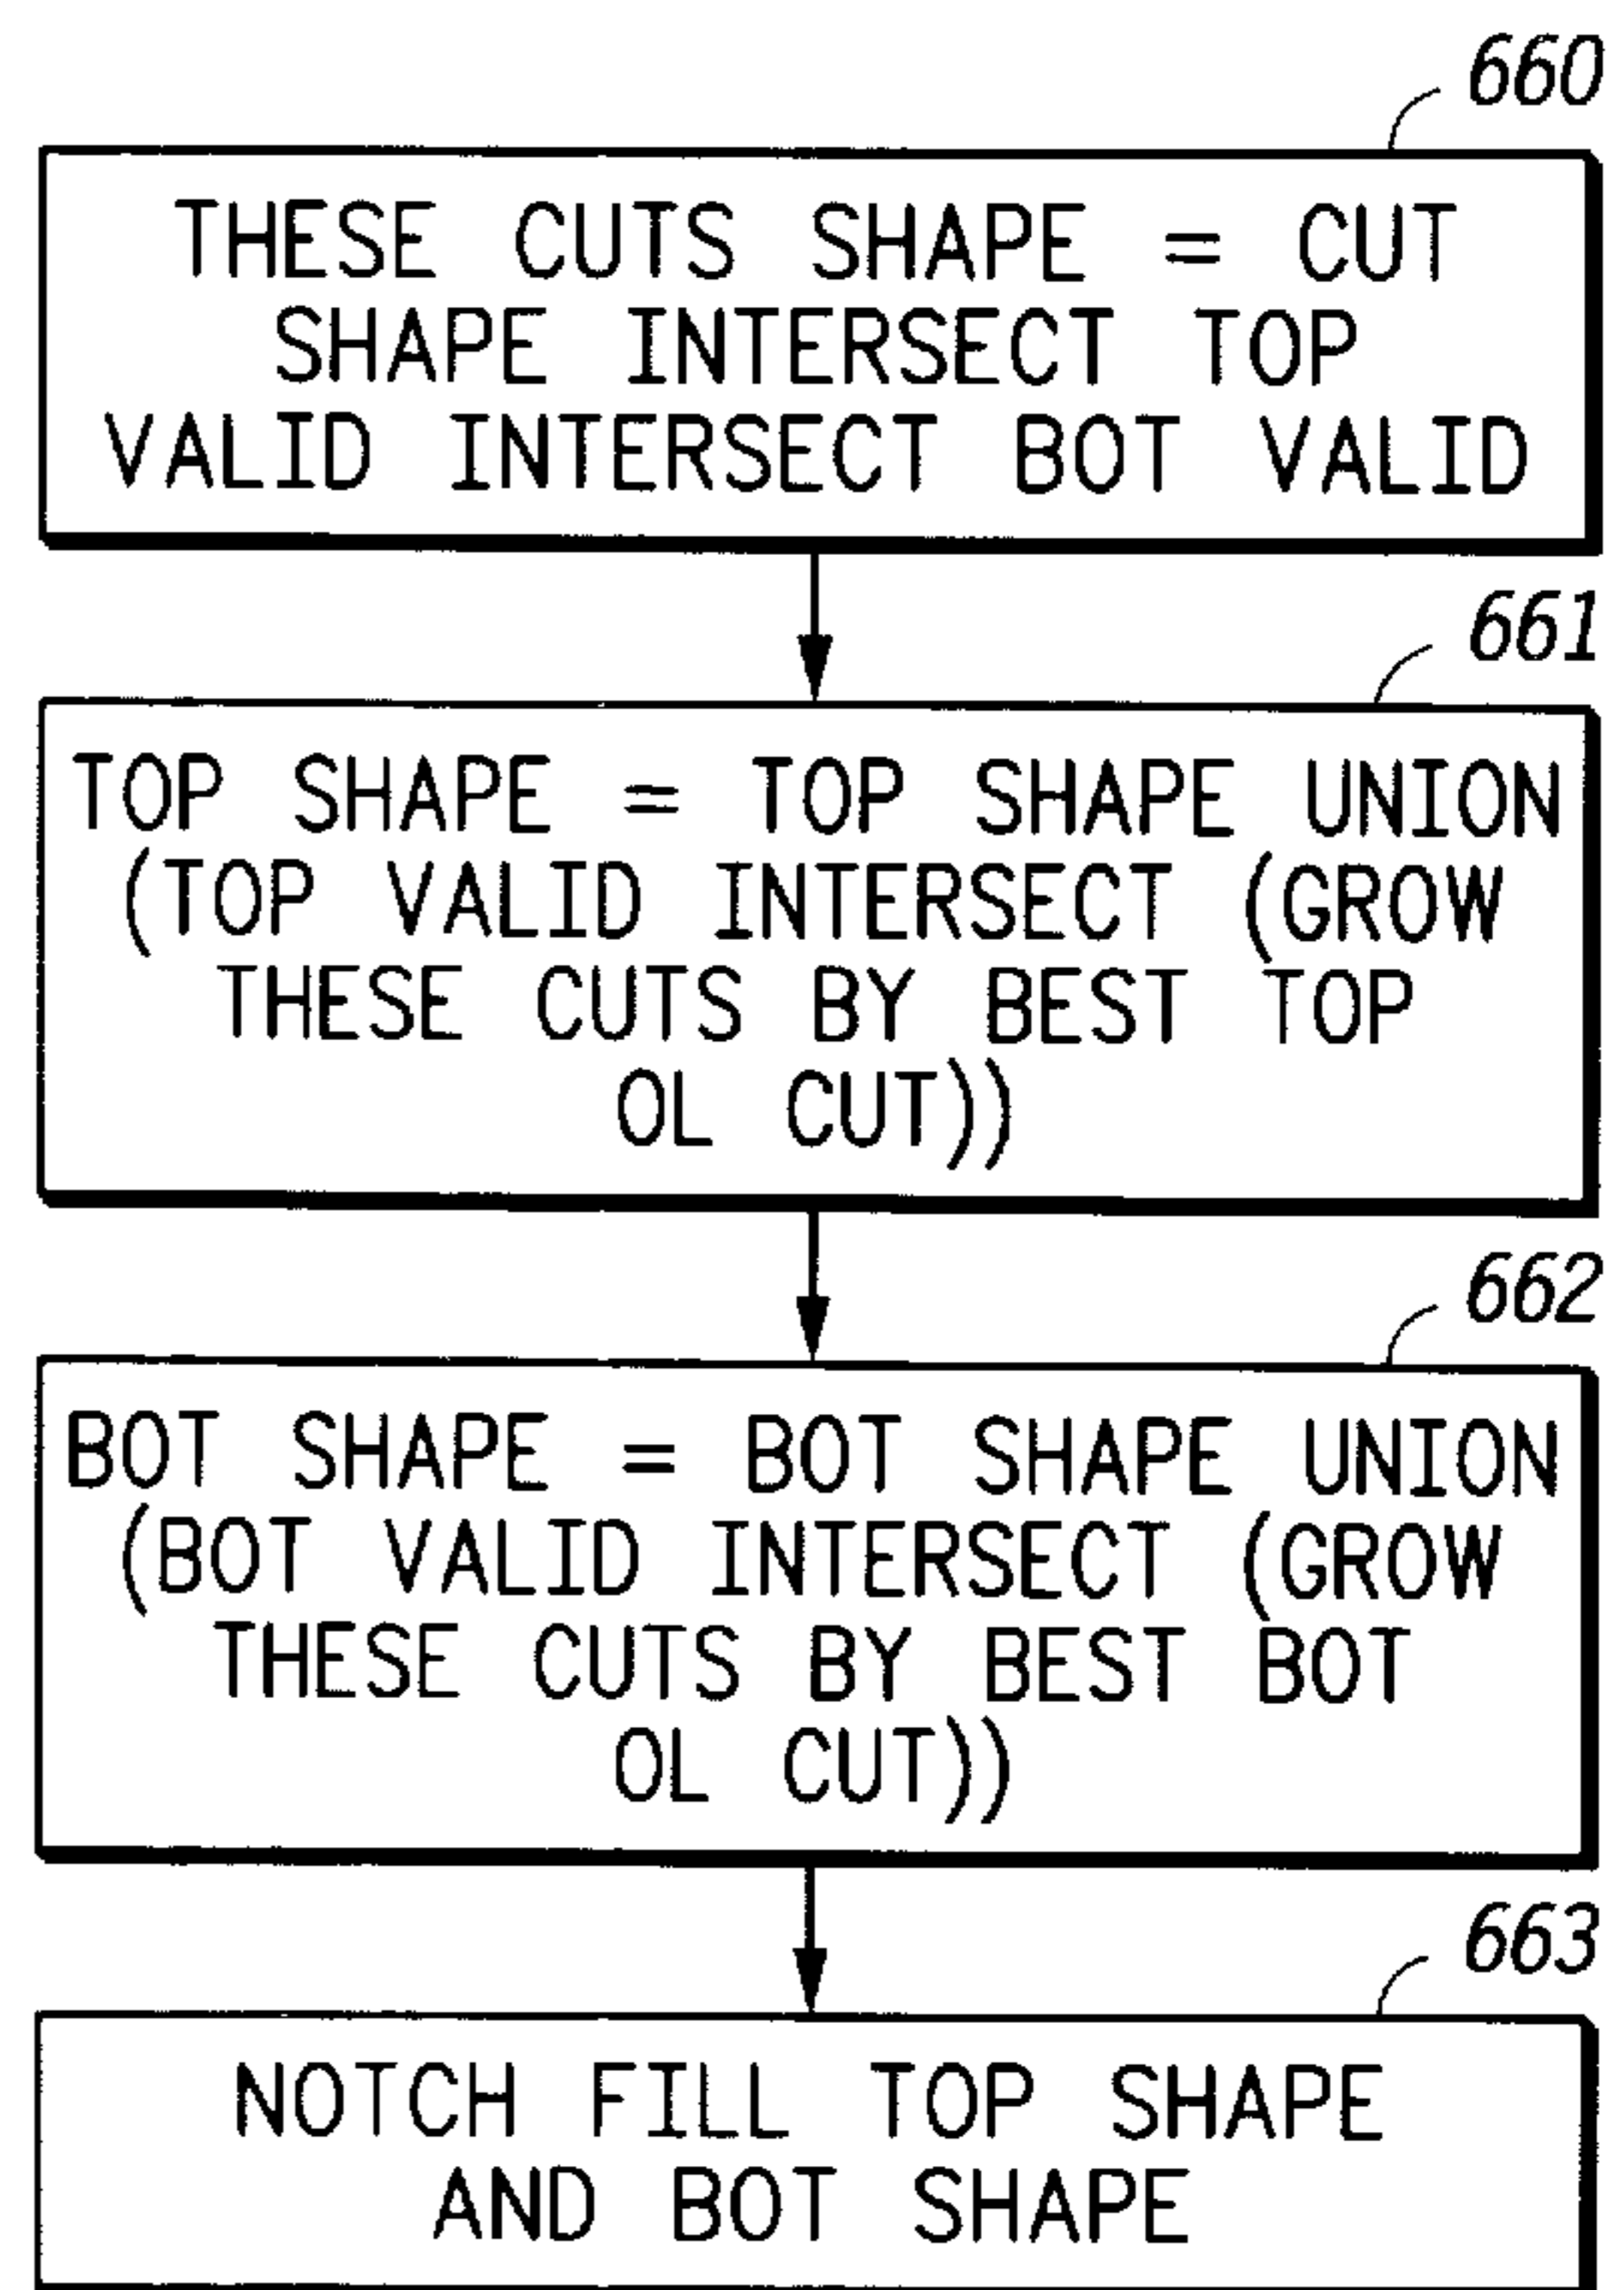 660
THESE CUTS SHAPE = CUT
SHAPE INTERSECT TOP
VALID INTERSECT BOT VALID
661
TOP SHAPE = TOP SHAPE UNION
(TOP VALID INTERSECT (GROW
THESE CUTS BY BEST TOP
OL CUT))
662
BOT SHAPE = BOT SHAPE UNION
(BOT VALID INTERSECT (GROW
THESE CUTS BY BEST BOT
OL CUT))
663
NOTCH FILL TOP SHAPE
AND BOT SHAPE